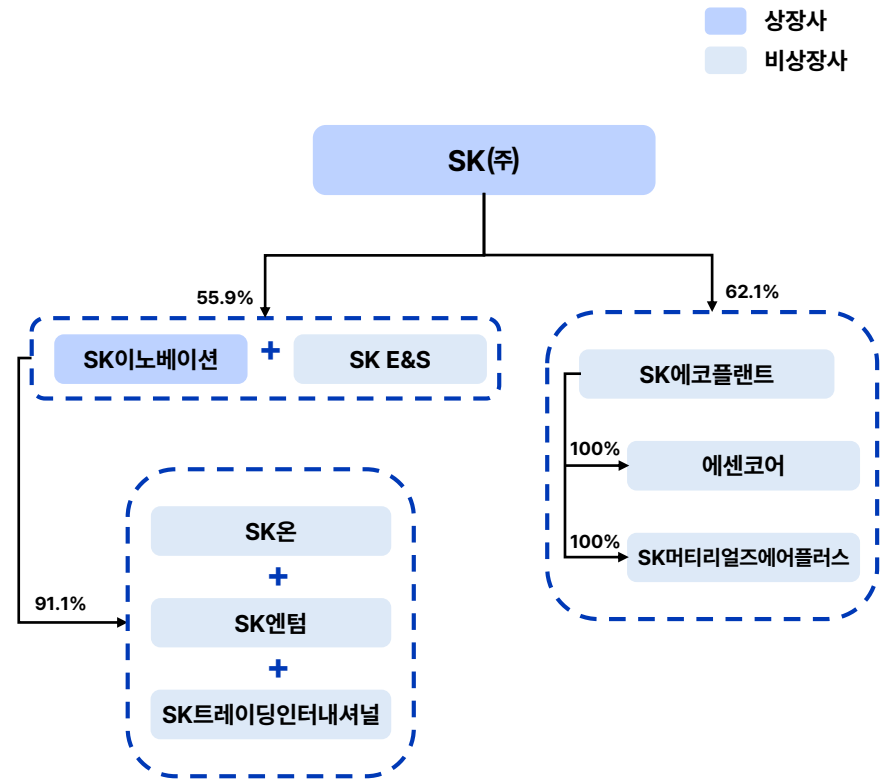 상장사
비상장사
SK㈜
55.9%
62.1%
SK이노베이션
+
SK E&S
SK에코플랜트
100%
에센코어
100%
SK머티리얼즈에어플러스
91.1%
SK온
+
SK엔텀
+
SK트레이딩인터내셔널